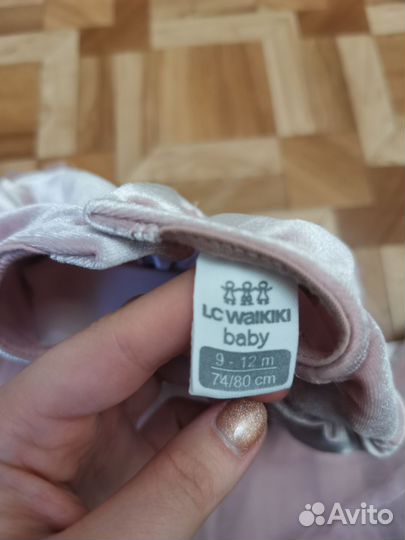 LC WAIKIKI
baby
9 - 12 m
74/80 cm
Avito